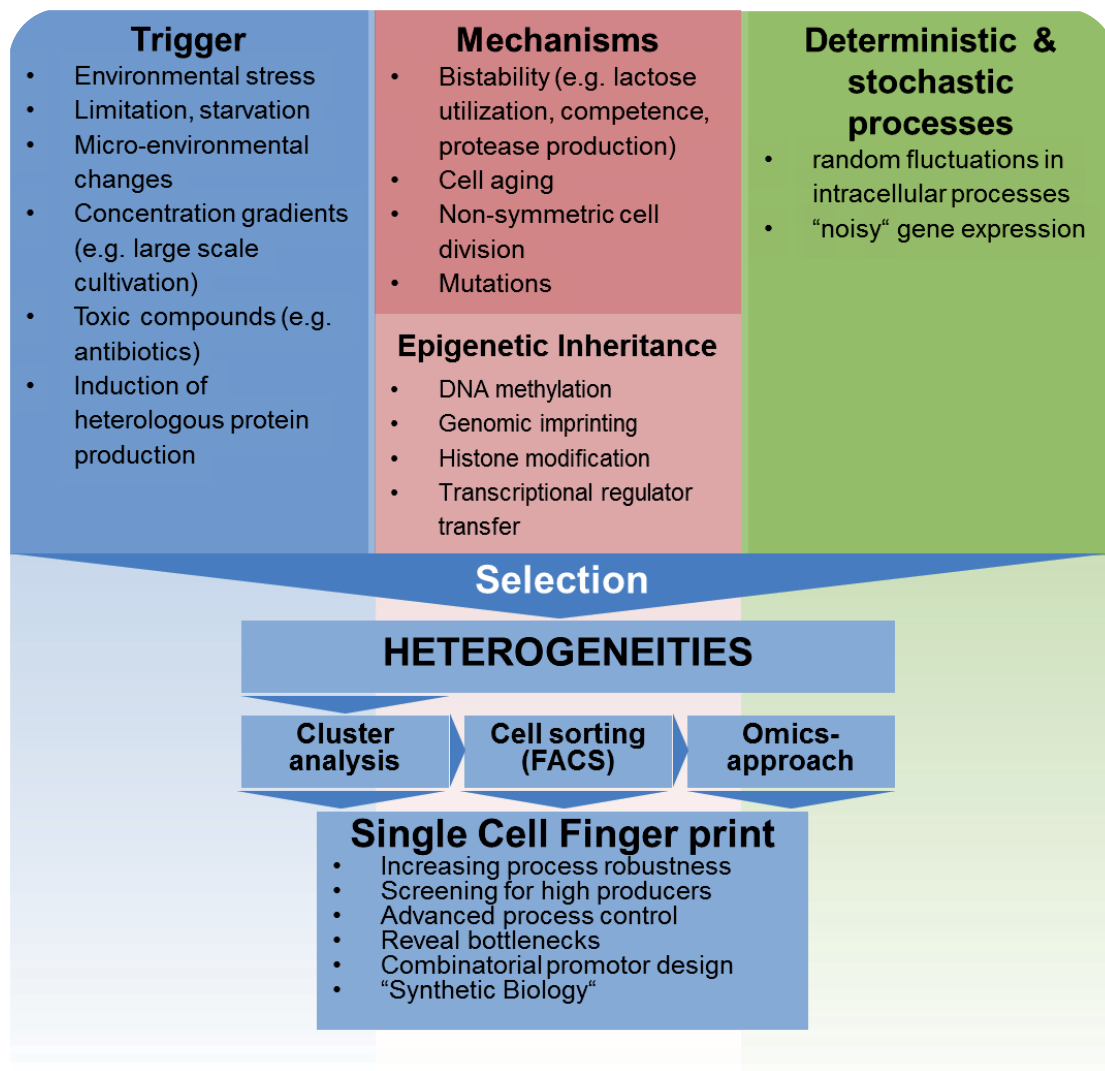 Trigger
• Environmental stress
• Limitation, starvation
• Micro-environmental
changes
• Concentration gradients
(e.g. large scale
cultivation)
• Toxic compounds (e.g.
antibiotics)
• Induction of
heterologous protein
production
Mechanisms
• Bistability (e.g. lactose
utilization, competence,
protease production)
• Cell aging
• Non-symmetric cell
division
• Mutations
Epigenetic Inheritance
• DNA methylation
• Genomic imprinting
• Histone modification
• Transcriptional regulator
transfer
Deterministic &
stochastic
processes
• random fluctuations in
intracellular processes
• “noisy“ gene expression
Selection
HETEROGENEITIES
Cluster
analysis
Cell sorting
(FACS)
Omics-
approach
Single Cell Finger print
• Increasing process robustness
• Screening for high producers
• Advanced process control
• Reveal bottlenecks
• Combinatorial promotor design
• “Synthetic Biology“